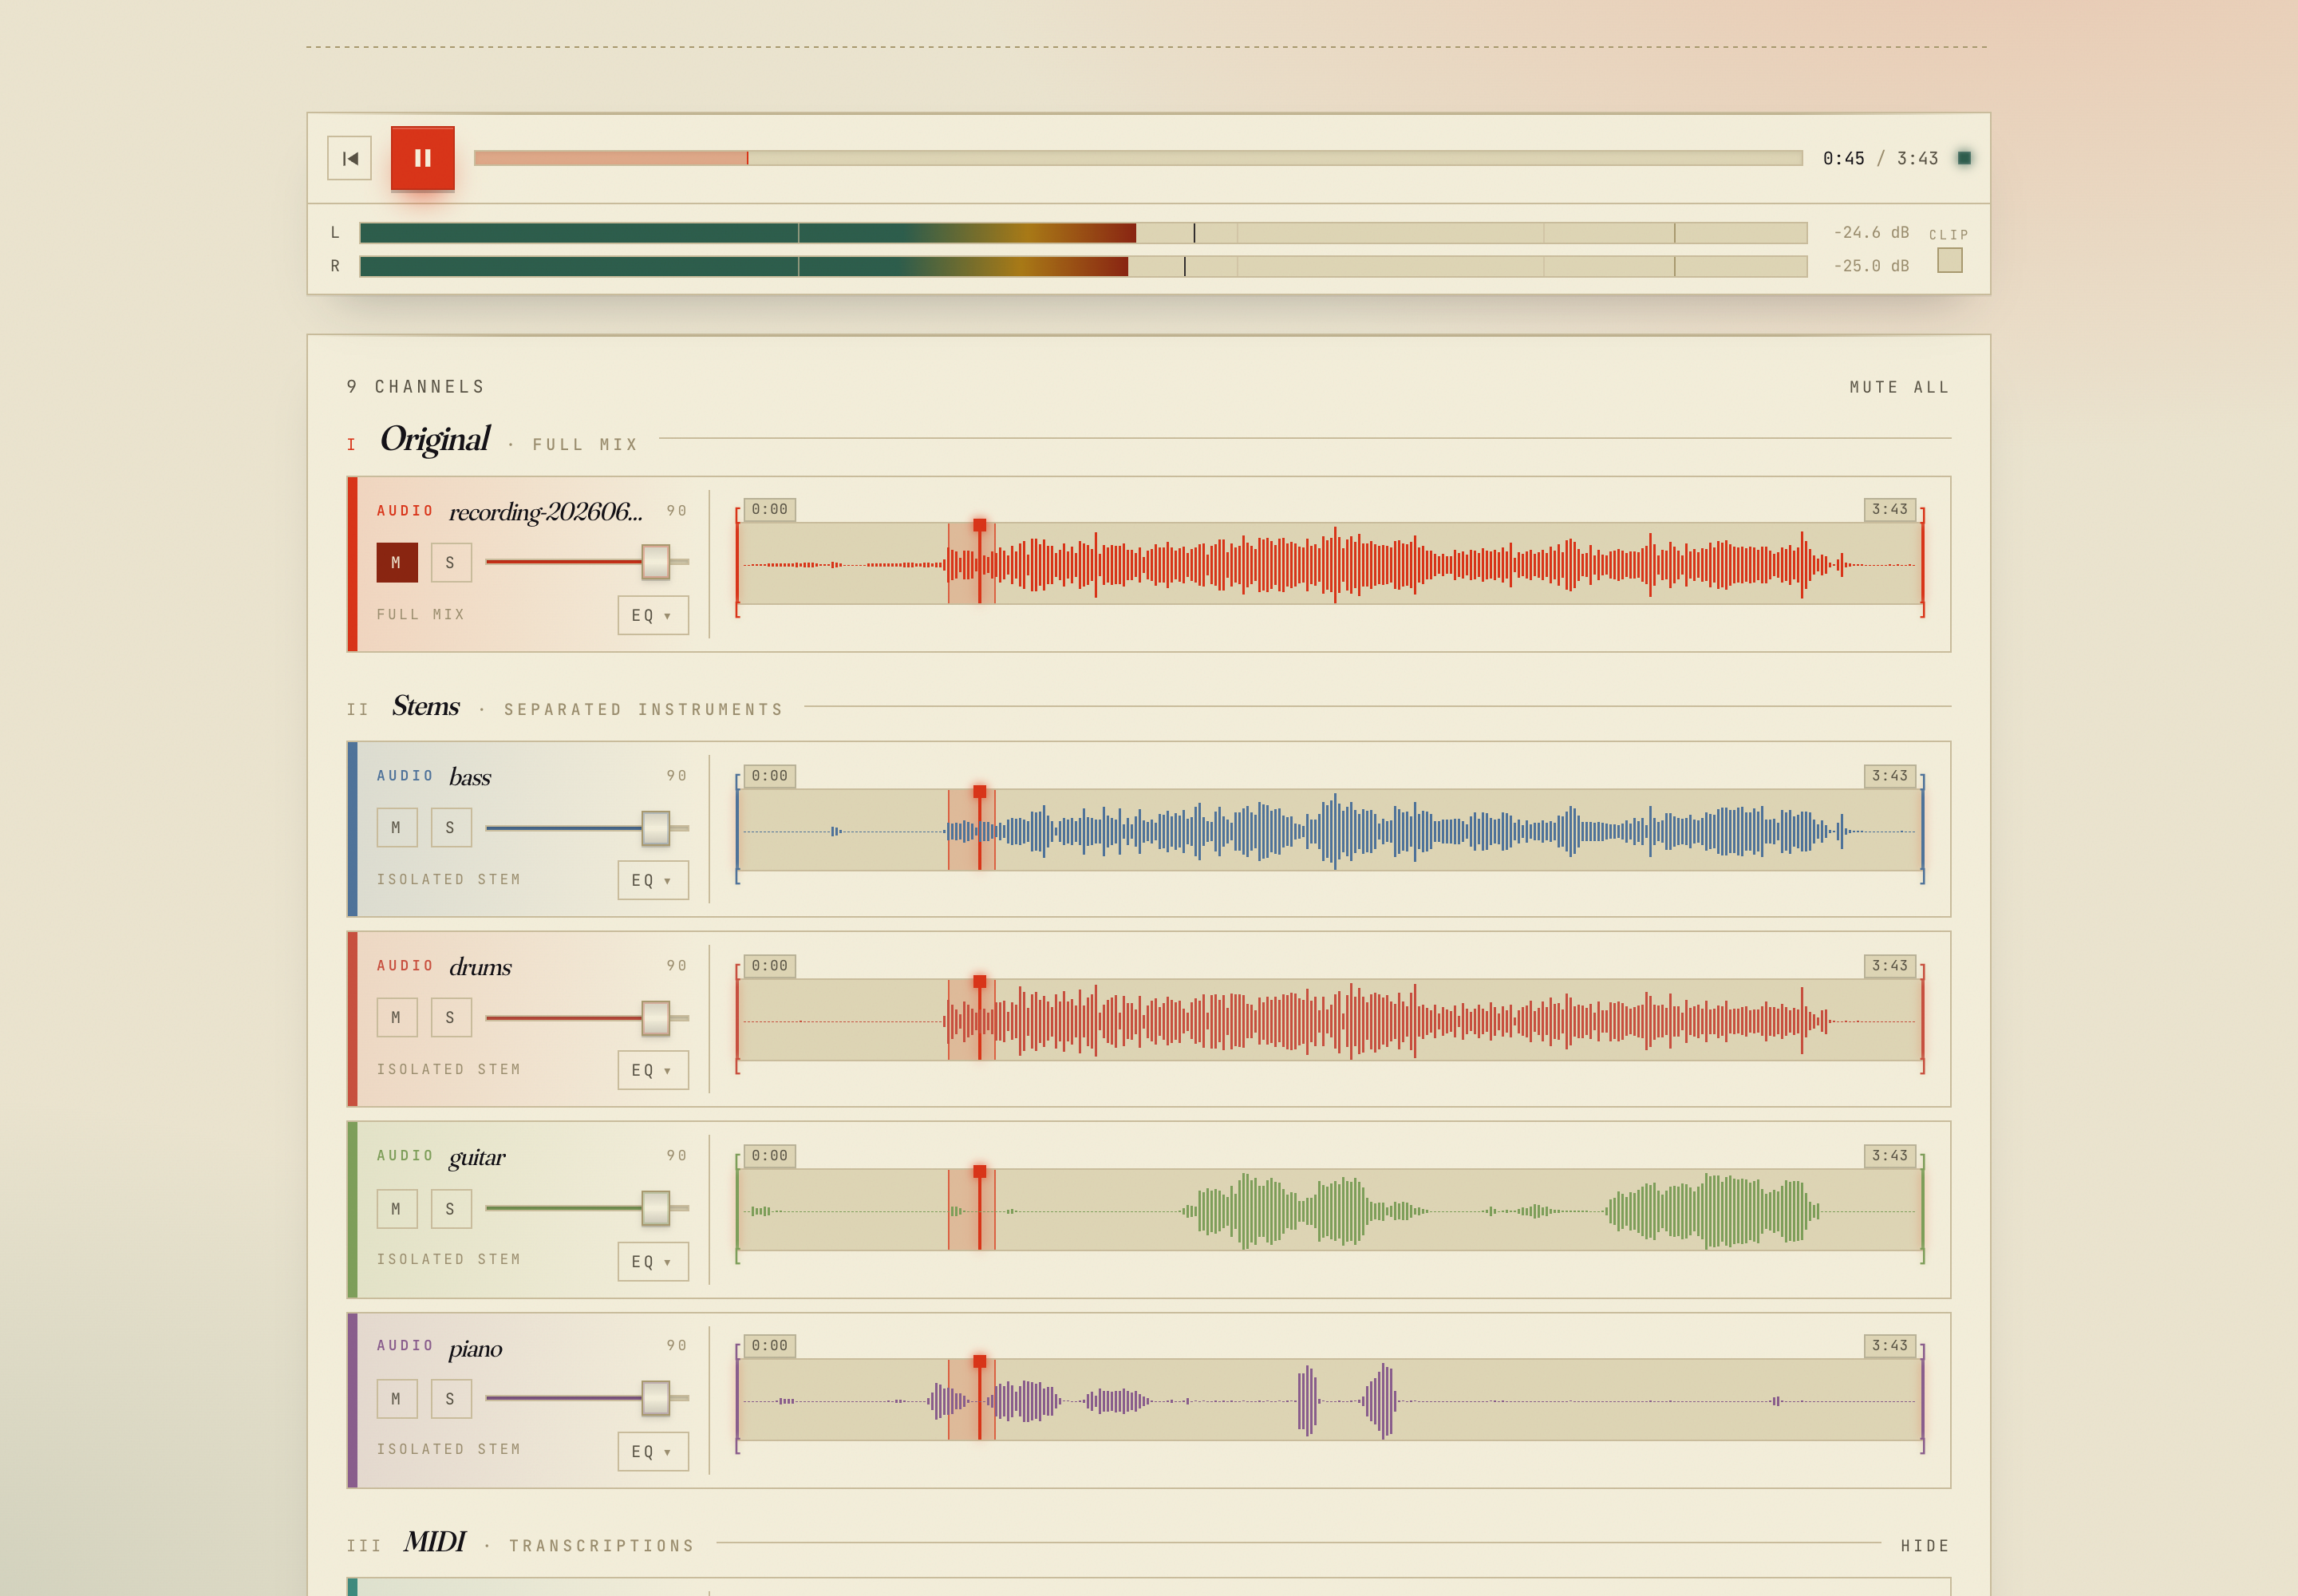 0:45 / 3:43
L -24.6 dB CLIP
R -25.0 dB
9 CHANNELS MUTE ALL
I Original · FULL MIX
AUDIO recording-202606... 90 0:00 3:43
M S
FULL MIX EQ ▾
II Stems · SEPARATED INSTRUMENTS
AUDIO bass 90 0:00 3:43
M S
ISOLATED STEM EQ ▾
AUDIO drums 90 0:00 3:43
M S
ISOLATED STEM EQ ▾
AUDIO guitar 90 0:00 3:43
M S
ISOLATED STEM EQ ▾
AUDIO piano 90 0:00 3:43
M S
ISOLATED STEM EQ ▾
III MIDI · TRANSCRIPTIONS HIDE